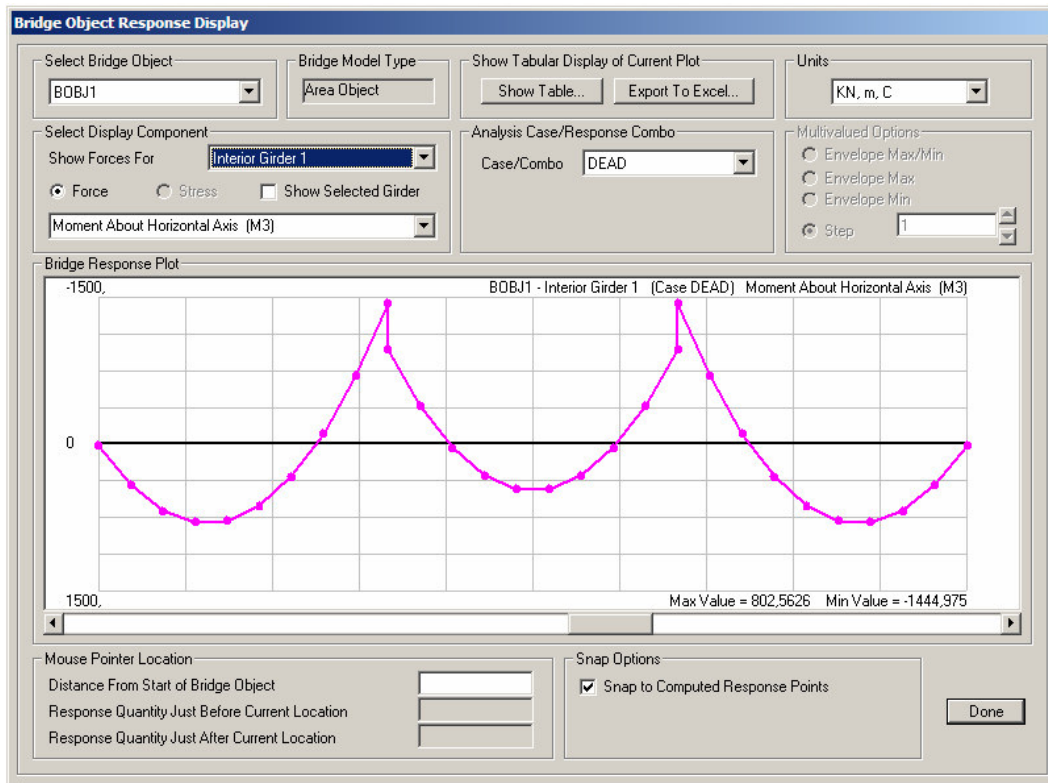 Bridge Object Response Display
Select Bridge Object
BOBJ1
Bridge Model Type
Area Object
Show Tabular Display of Current Plot
Show Table...
Export To Excel...
Units
KN, m, C
Select Display Component
Show Forces For
Interior Girder 1
Force
Stress
Show Selected Girder
Moment About Horizontal Axis (M3)
Analysis Case/Response Combo
Case/Combo
DEAD
Multivalued Options
Envelope Max/Min
Envelope Max
Envelope Min
Step
1
Bridge Response Plot
-1500,
BOBJ1 - Interior Girder 1 (Case DEAD) Moment About Horizontal Axis (M3)
0
1500,
Max Value = 802,5626 Min Value = -1444,975
Mouse Pointer Location
Distance From Start of Bridge Object
Response Quantity Just Before Current Location
Response Quantity Just After Current Location
Snap Options
Snap to Computed Response Points
Done